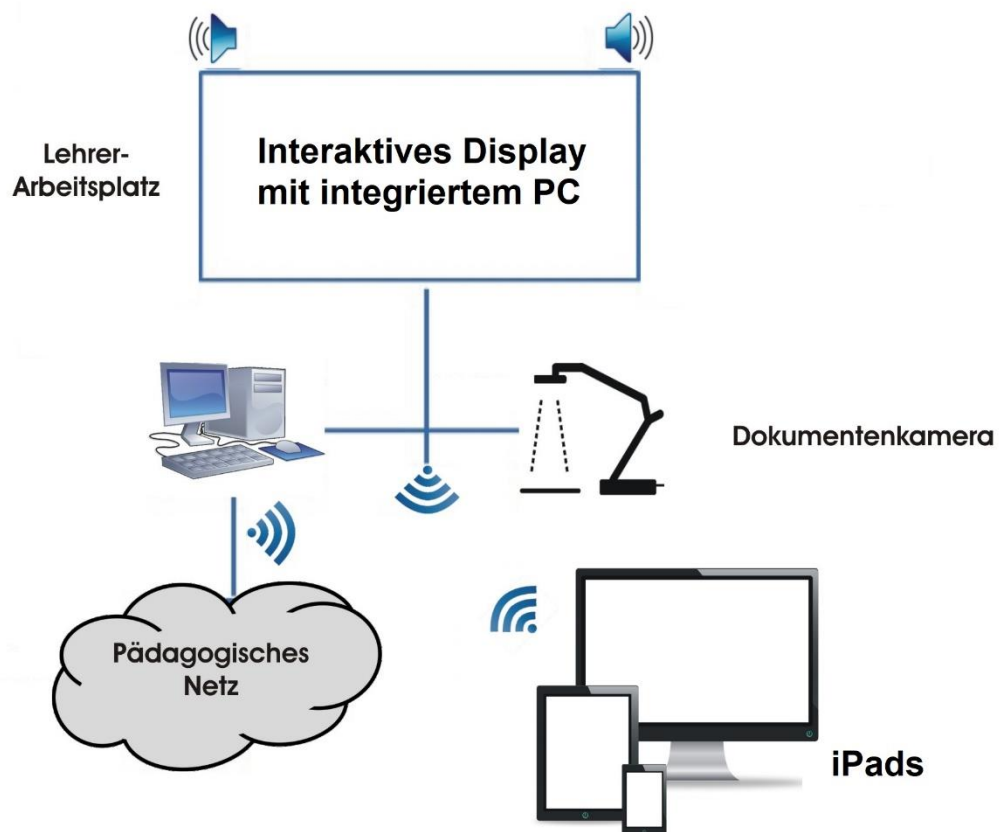 Lehrer-
Arbeitsplatz
Interaktives Display
mit integriertem PC
Dokumentenkamera
Pädagogisches
Netz
iPads